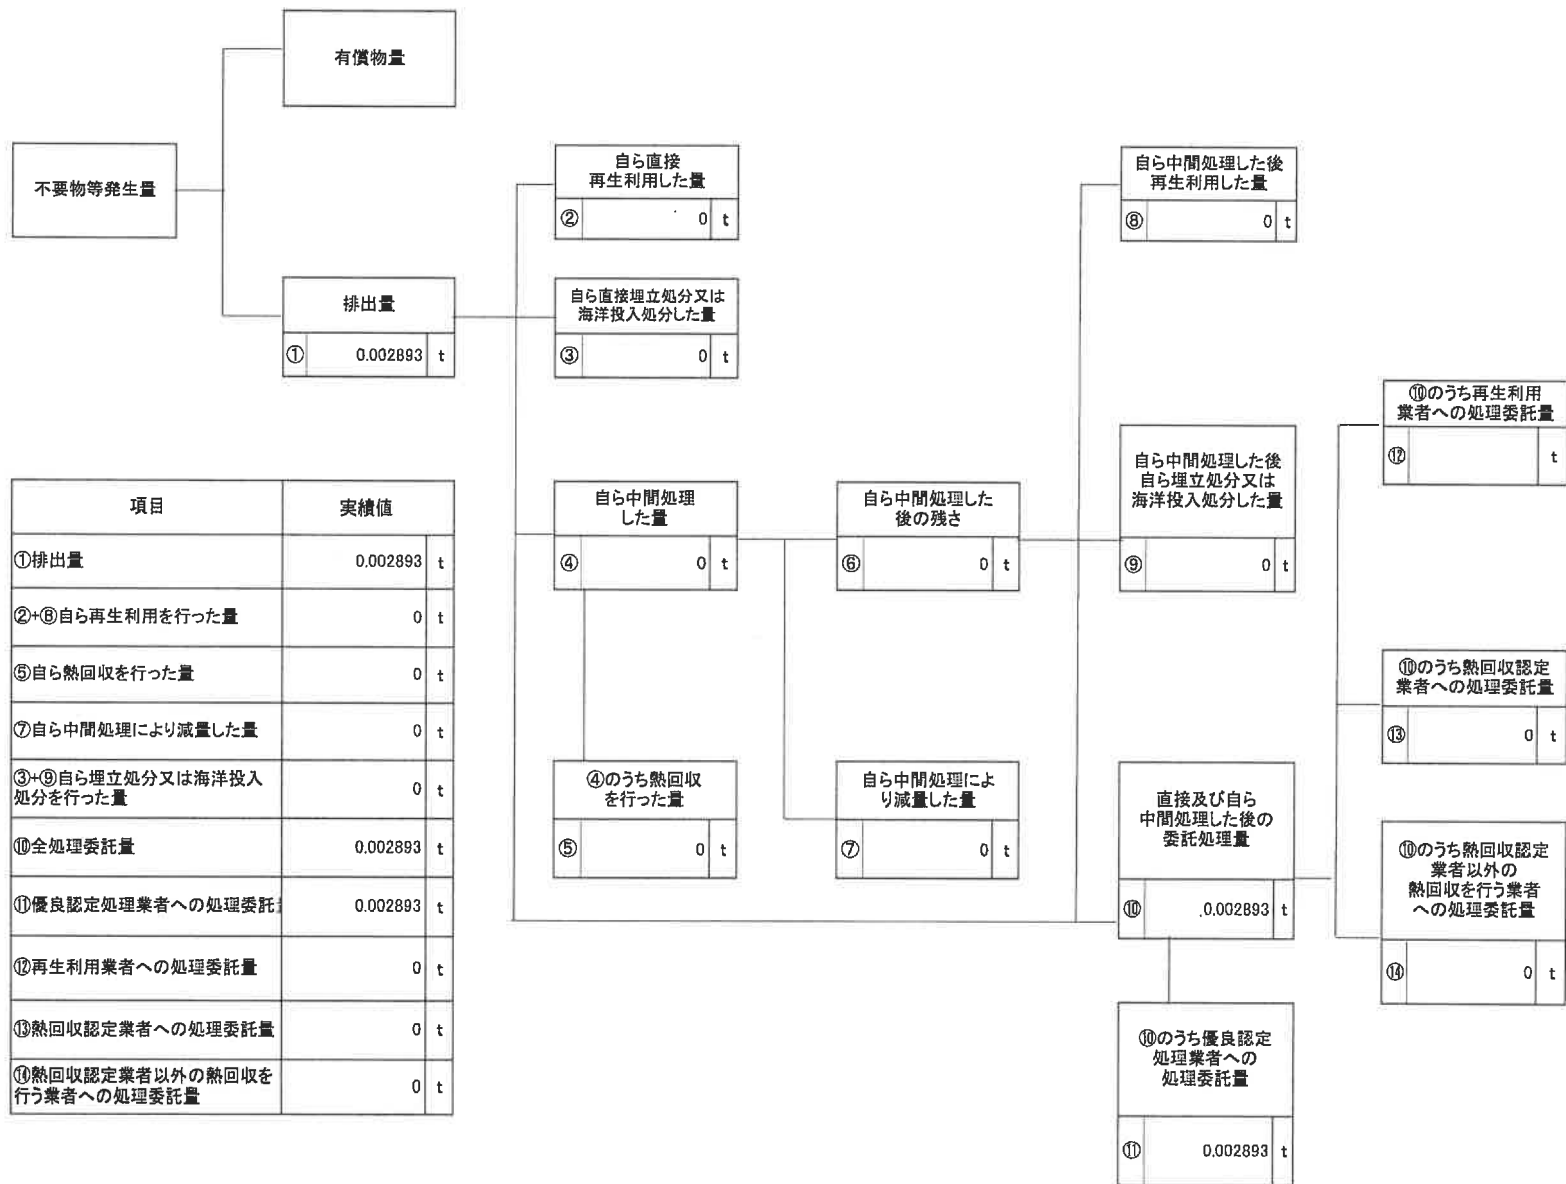 有償物量
不要物等発生量
排出量
① 0.002893 t
自ら直接
再生利用した量
② 0 t
自ら直接埋立処分又は
海洋投入処分した量
③ 0 t
自ら中間処理
した量
④ 0 t
④のうち熱回収
を行った量
⑤ 0 t
自ら中間処理した
後の残さ
⑥ 0 t
自ら中間処理によ
り減量した量
⑦ 0 t
自ら中間処理した後
再生利用した量
⑧ 0 t
自ら中間処理した後
自ら埋立処分又は
海洋投入処分した量
⑨ 0 t
直接及び自ら
中間処理した後の
委託処理量
⑩ 0.002893 t
⑩のうち優良認定
処理業者への
処理委託量
⑪ 0.002893 t
⑩のうち再生利用
業者への処理委託量
⑫ t
⑩のうち熱回収認定
業者への処理委託量
⑬ 0 t
⑩のうち熱回収認定
業者以外の
熱回収を行う業者
への処理委託量
⑭ 0 t
項目 実績値
①排出量 0.002893 t
②+⑧自ら再生利用を行った量 0 t
⑤自ら熱回収を行った量 0 t
⑦自ら中間処理により減量した量 0 t
③+⑨自ら埋立処分又は海洋投入
処分を行った量 0 t
⑩全処理委託量 0.002893 t
⑪優良認定処理業者への処理委託 0.002893 t
⑫再生利用業者への処理委託量 0 t
⑬熱回収認定業者への処理委託量 0 t
⑭熱回収認定業者以外の熱回収を
行う業者への処理委託量 0 t